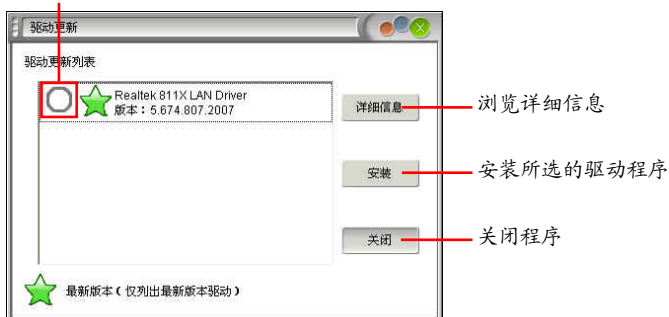 驱动更新
驱动更新列表
Realtek 811X LAN Driver
版本：5.674.807.2007
详细信息
浏览详细信息
安装
安装所选的驱动程序
关闭
关闭程序
最新版本（仅列出最新版本驱动）